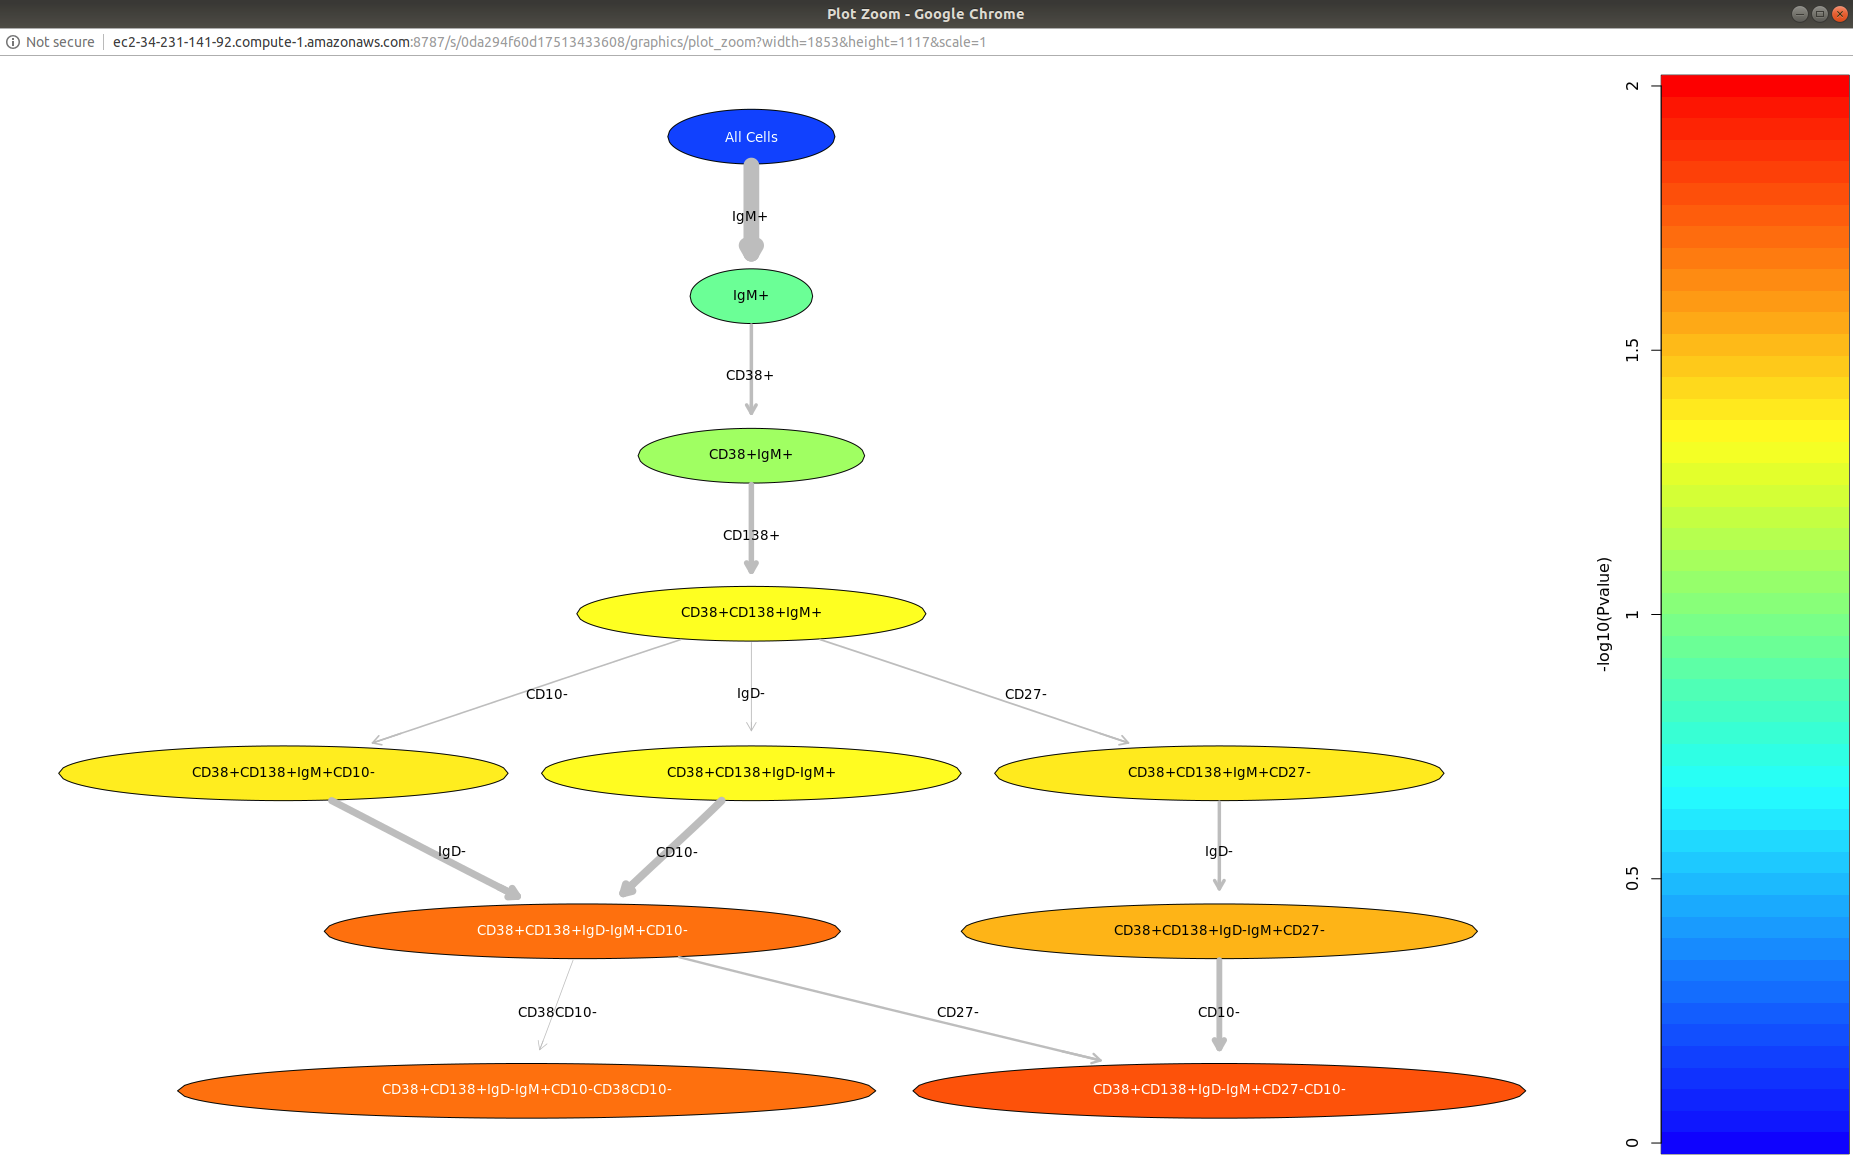 Plot Zoom - Google Chrome
Not secure | ec2-34-231-141-92.compute-1.amazonaws.com:8787/s/0da294f60d17513433608/graphics/plot_zoom?width=1853&height=1117&scale=1
All Cells
IgM+
IgM+
CD38+
CD38+IgM+
CD138+
CD38+CD138+IgM+
CD10-
IgD-
CD27-
CD38+CD138+IgM+CD10-
CD38+CD138+IgD-IgM+
CD38+CD138+IgM+CD27-
IgD-
CD10-
IgD-
CD38+CD138+IgD-IgM+CD10-
CD38+CD138+IgD-IgM+CD27-
CD38CD10-
CD27-
CD10-
CD38+CD138+IgD-IgM+CD10-CD38CD10-
CD38+CD138+IgD-IgM+CD27-CD10-
-log10(Pvalue)
2
1.5
1
0.5
0